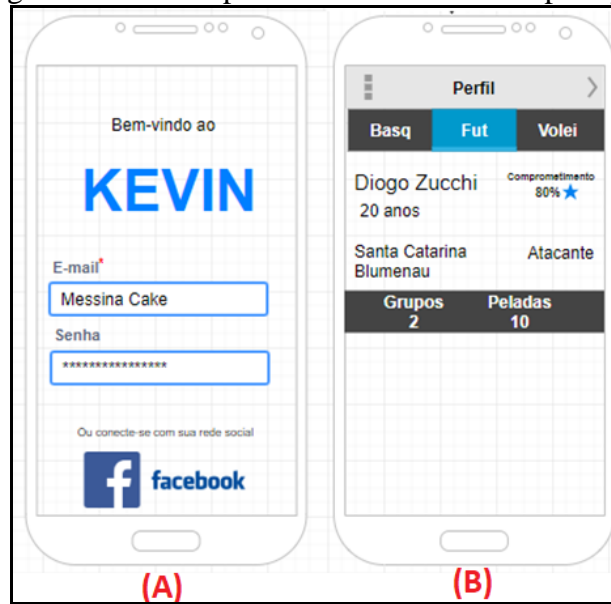 Bem-vindo ao
KEVIN
E-mail*
Messina Cake
Senha
****************
Ou conecte-se com sua rede social
f facebook
(A)
Perfil
Basq Fut Volei
Diogo Zucchi
Comprometimento
80%
20 anos
Santa Catarina
Blumenau
Atacante
Grupos Peladas
2 10
(B)